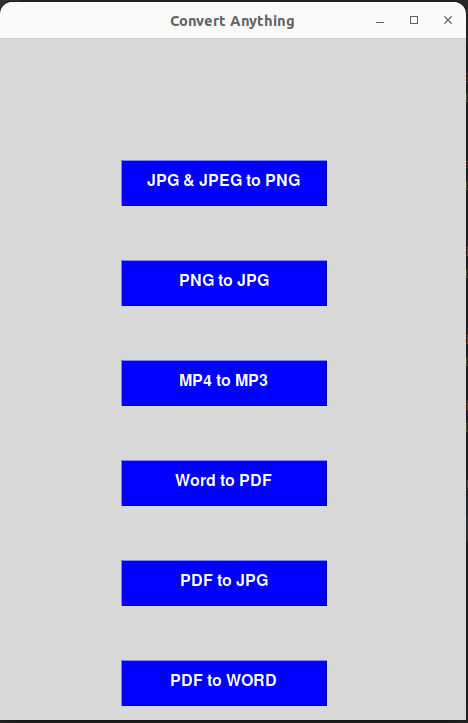 Convert Anything
JPG & JPEG to PNG
PNG to JPG
MP4 to MP3
Word to PDF
PDF to JPG
PDF to WORD